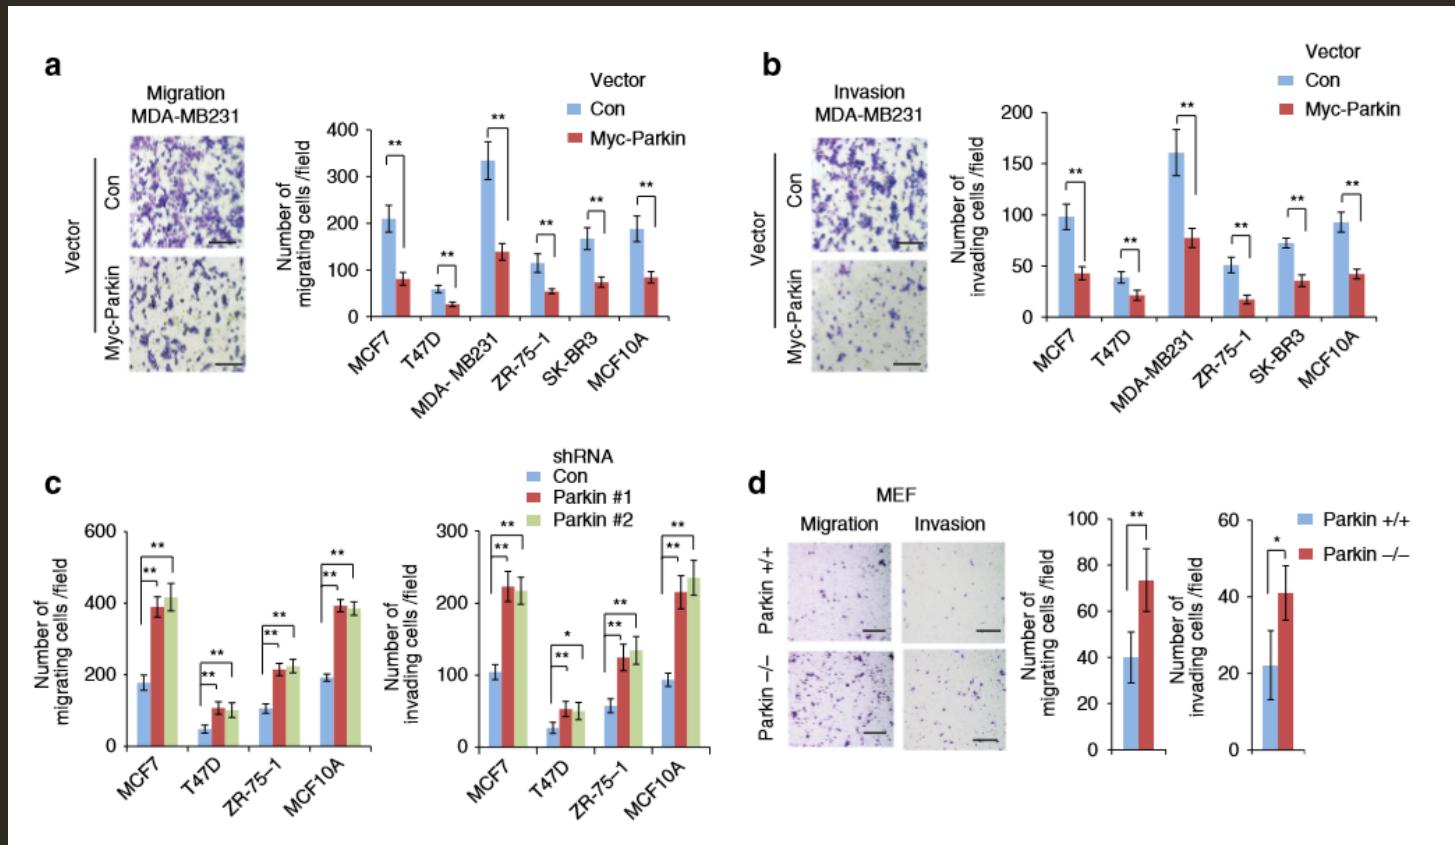 a
Migration
MDA-MB231
Vector
Con
Myc-Parkin
Vector
Con
Myc-Parkin
Number of
migrating cells /field
400
300
200
100
0
**
**
**
**
**
**
MCF7
T47D
MDA- MB231
ZR-75–1
SK-BR3
MCF10A
b
Invasion
MDA-MB231
Vector
Con
Myc-Parkin
Vector
Con
Myc-Parkin
Number of
invading cells /field
200
150
100
50
0
**
**
**
**
**
**
MCF7
T47D
MDA-MB231
ZR-75–1
SK-BR3
MCF10A
c
shRNA
Con
Parkin #1
Parkin #2
Number of
migrating cells /field
600
400
200
0
**
**
**
**
**
**
**
**
MCF7
T47D
ZR-75–1
MCF10A
Number of
invading cells /field
300
200
100
0
**
**
*
**
**
**
**
**
MCF7
T47D
ZR-75–1
MCF10A
d
MEF
Migration
Invasion
Parkin +/+
Parkin –/–
Number of
migrating cells /field
100
80
60
40
20
0
**
Number of
invading cells /field
60
40
20
0
*
Parkin +/+
Parkin –/–